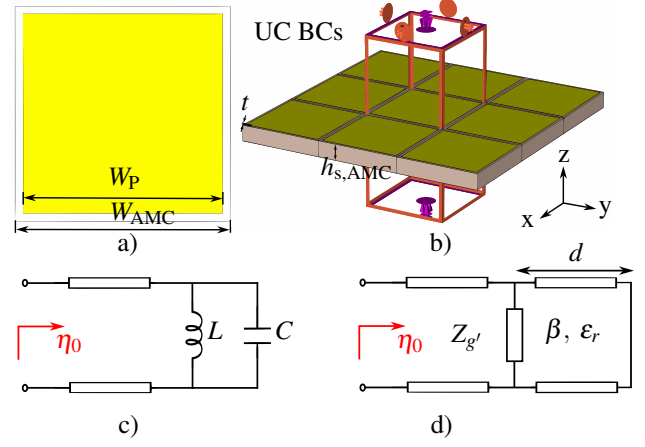 UC BCs
t
W_P
h_s,AMC
W_AMC
z
x
y
a)
b)
d
L
C
η_0
Z_g'
β, ε_r
η_0
c)
d)